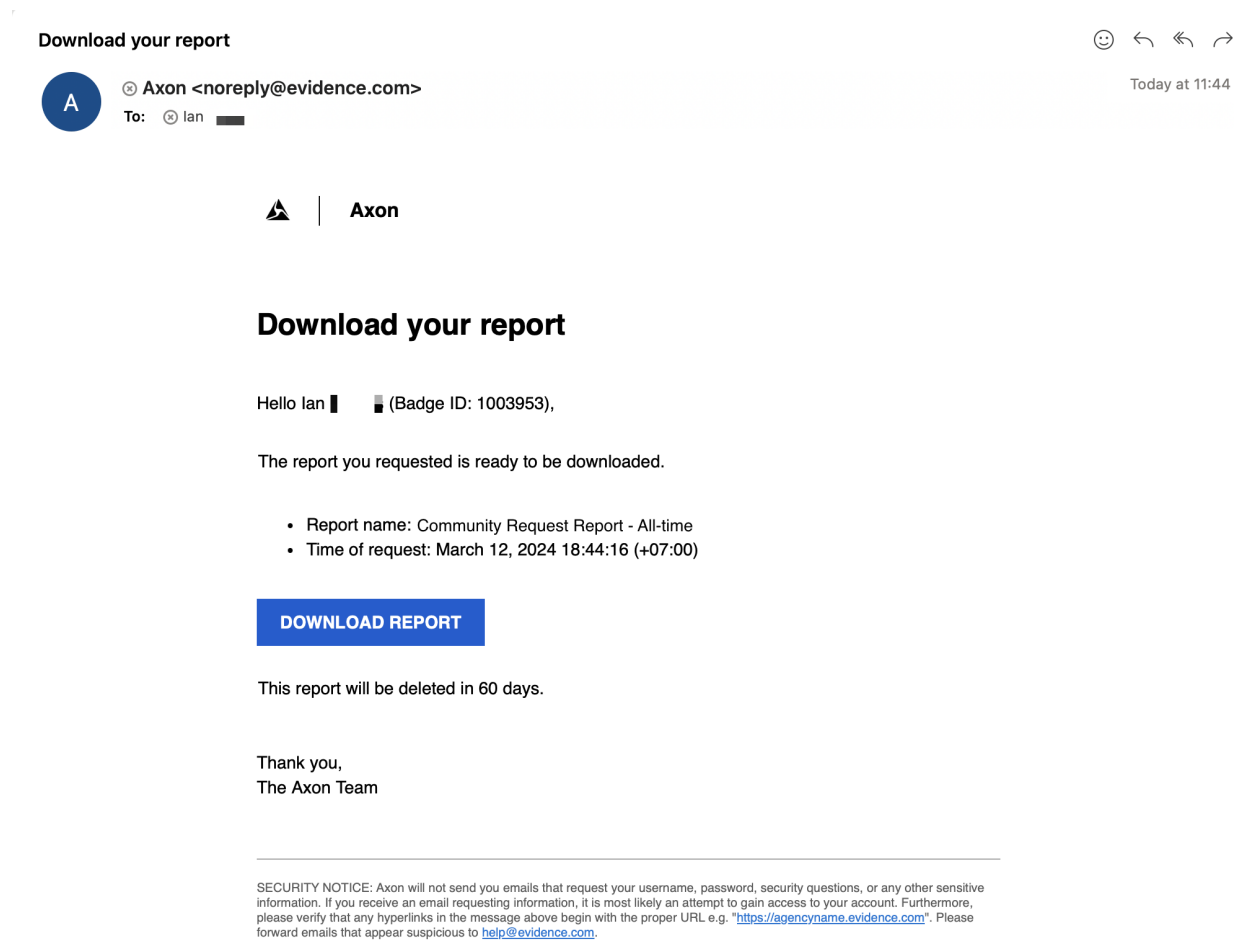 Download your report
A
Axon <noreply@evidence.com>
Today at 11:44
To: Ian
Axon
Download your report
Hello Ian (Badge ID: 1003953),
The report you requested is ready to be downloaded.
• Report name: Community Request Report - All-time
• Time of request: March 12, 2024 18:44:16 (+07:00)
DOWNLOAD REPORT
This report will be deleted in 60 days.
Thank you,
The Axon Team
SECURITY NOTICE: Axon will not send you emails that request your username, password, security questions, or any other sensitive
information. If you receive an email requesting information, it is most likely an attempt to gain access to your account. Furthermore,
please verify that any hyperlinks in the message above begin with the proper URL e.g. "https://agencyname.evidence.com". Please
forward emails that appear suspicious to help@evidence.com.